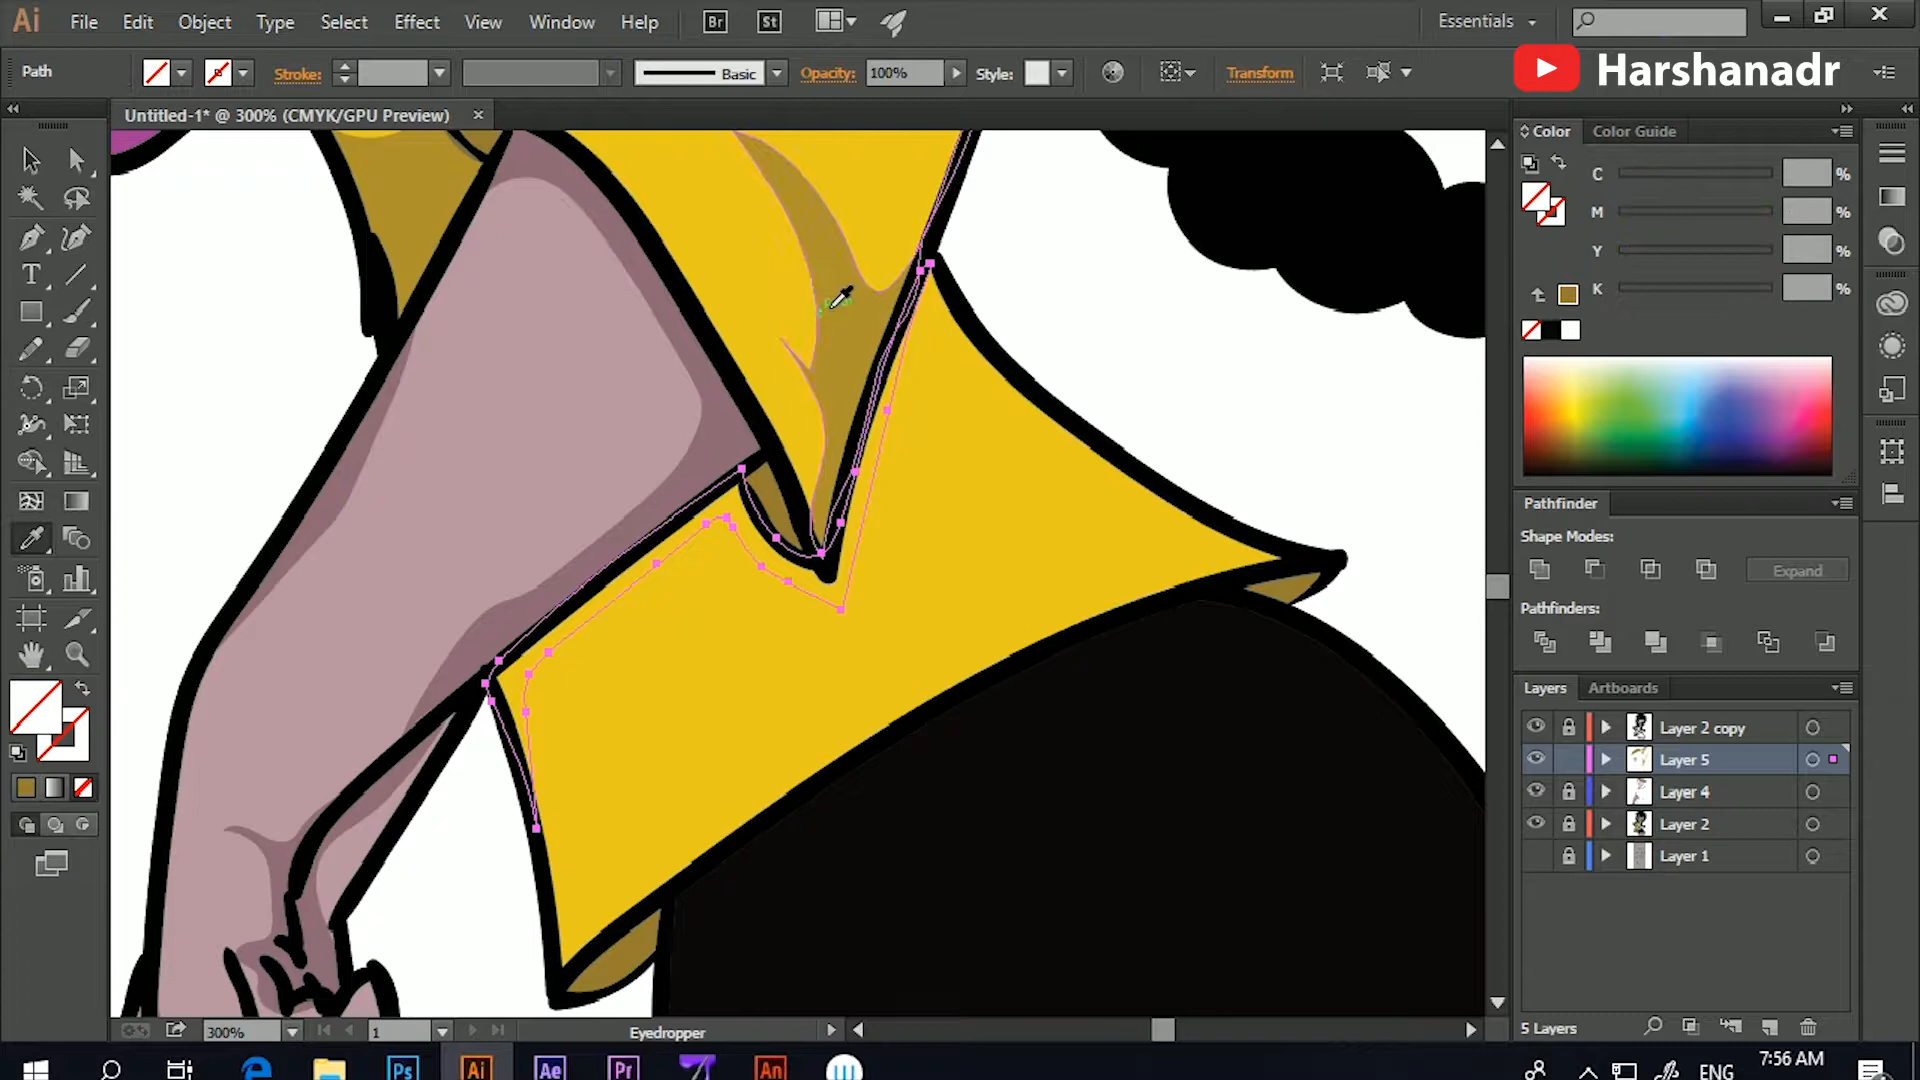 Ai File Edit Object Type Select Effect View Window Help Br St Essentials
Path Stroke: Basic Opacity: 100% Style: Transform Harshanadr
Untitled-1* @ 300% (CMYK/GPU Preview) ×
Color Color Guide
C %
M %
Y %
K %
T
Pathfinder
Shape Modes:
Expand
Pathfinders:
Layers Artboards
Layer 2 copy
Layer 5
Layer 4
Layer 2
Layer 1
300% 1 Eyedropper 5 Layers
Ps Ai Ae Pr An ENG 7:56 AM